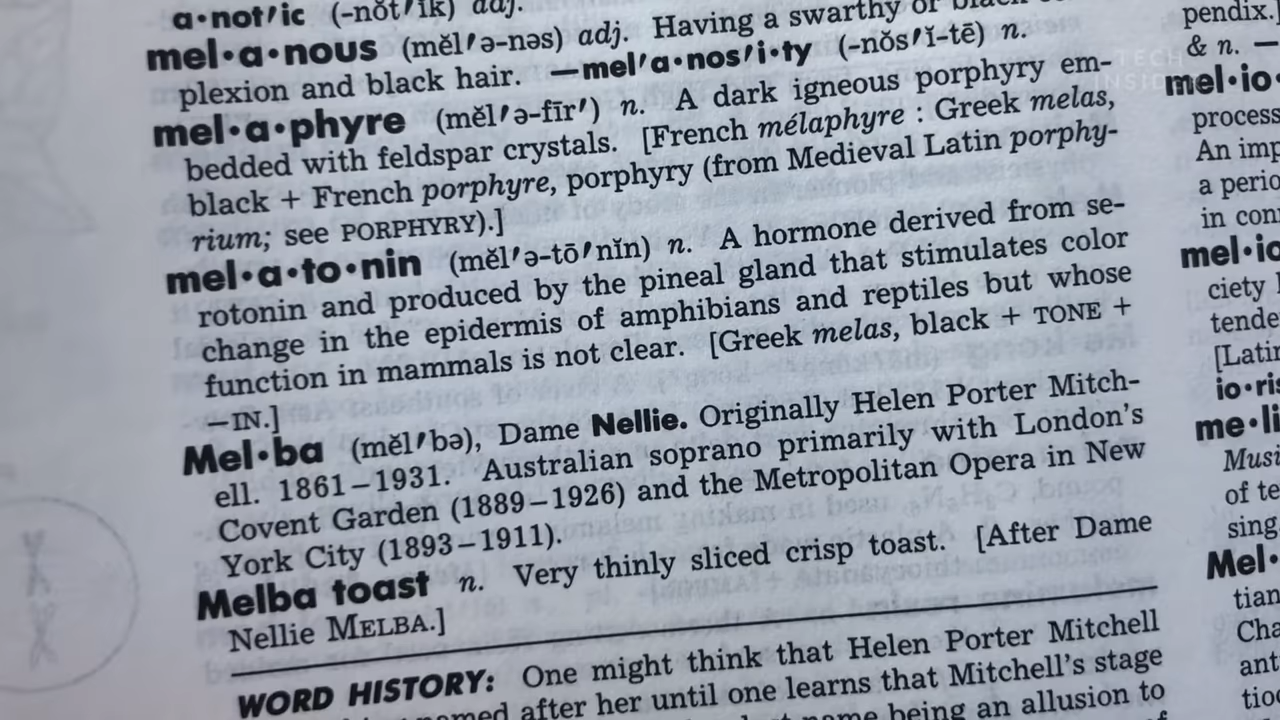 a•not′ic (-nŏt′ĭk) adj.
mel•a•nous (mĕl′ə-nəs) adj. Having a swarthy or black
plexion and black hair. —mel′a•nos′i•ty (-nŏs′ĭ-tē) n.
mel•a•phyre (mĕl′ə-fīr′) n. A dark igneous porphyry em-
bedded with feldspar crystals. [French mélaphyre : Greek melas,
black + French porphyre, porphyry (from Medieval Latin porphy-
rium; see PORPHYRY).]
mel•a•to•nin (mĕl′ə-tō′nĭn) n. A hormone derived from se-
rotonin and produced by the pineal gland that stimulates color
change in the epidermis of amphibians and reptiles but whose
function in mammals is not clear. [Greek melas, black + TONE +
—IN.]
Mel•ba (mĕl′bə), Dame Nellie. Originally Helen Porter Mitch-
ell. 1861–1931. Australian soprano primarily with London's
Covent Garden (1889–1926) and the Metropolitan Opera in New
York City (1893–1911).
Melba toast n. Very thinly sliced crisp toast. [After Dame
Nellie MELBA.]
WORD HISTORY: One might think that Helen Porter Mitchell
named after her until one learns that Mitchell's stage
name being an allusion to
of
pendix.]
& n. —
TECH
INSIDER
mel•io•
process
An imp
a perio
in con
mel•io
ciety
tende
[Latin
io•ris
me•li
Musi
of te
sing
Mel•
tian
Cha
ant
tio